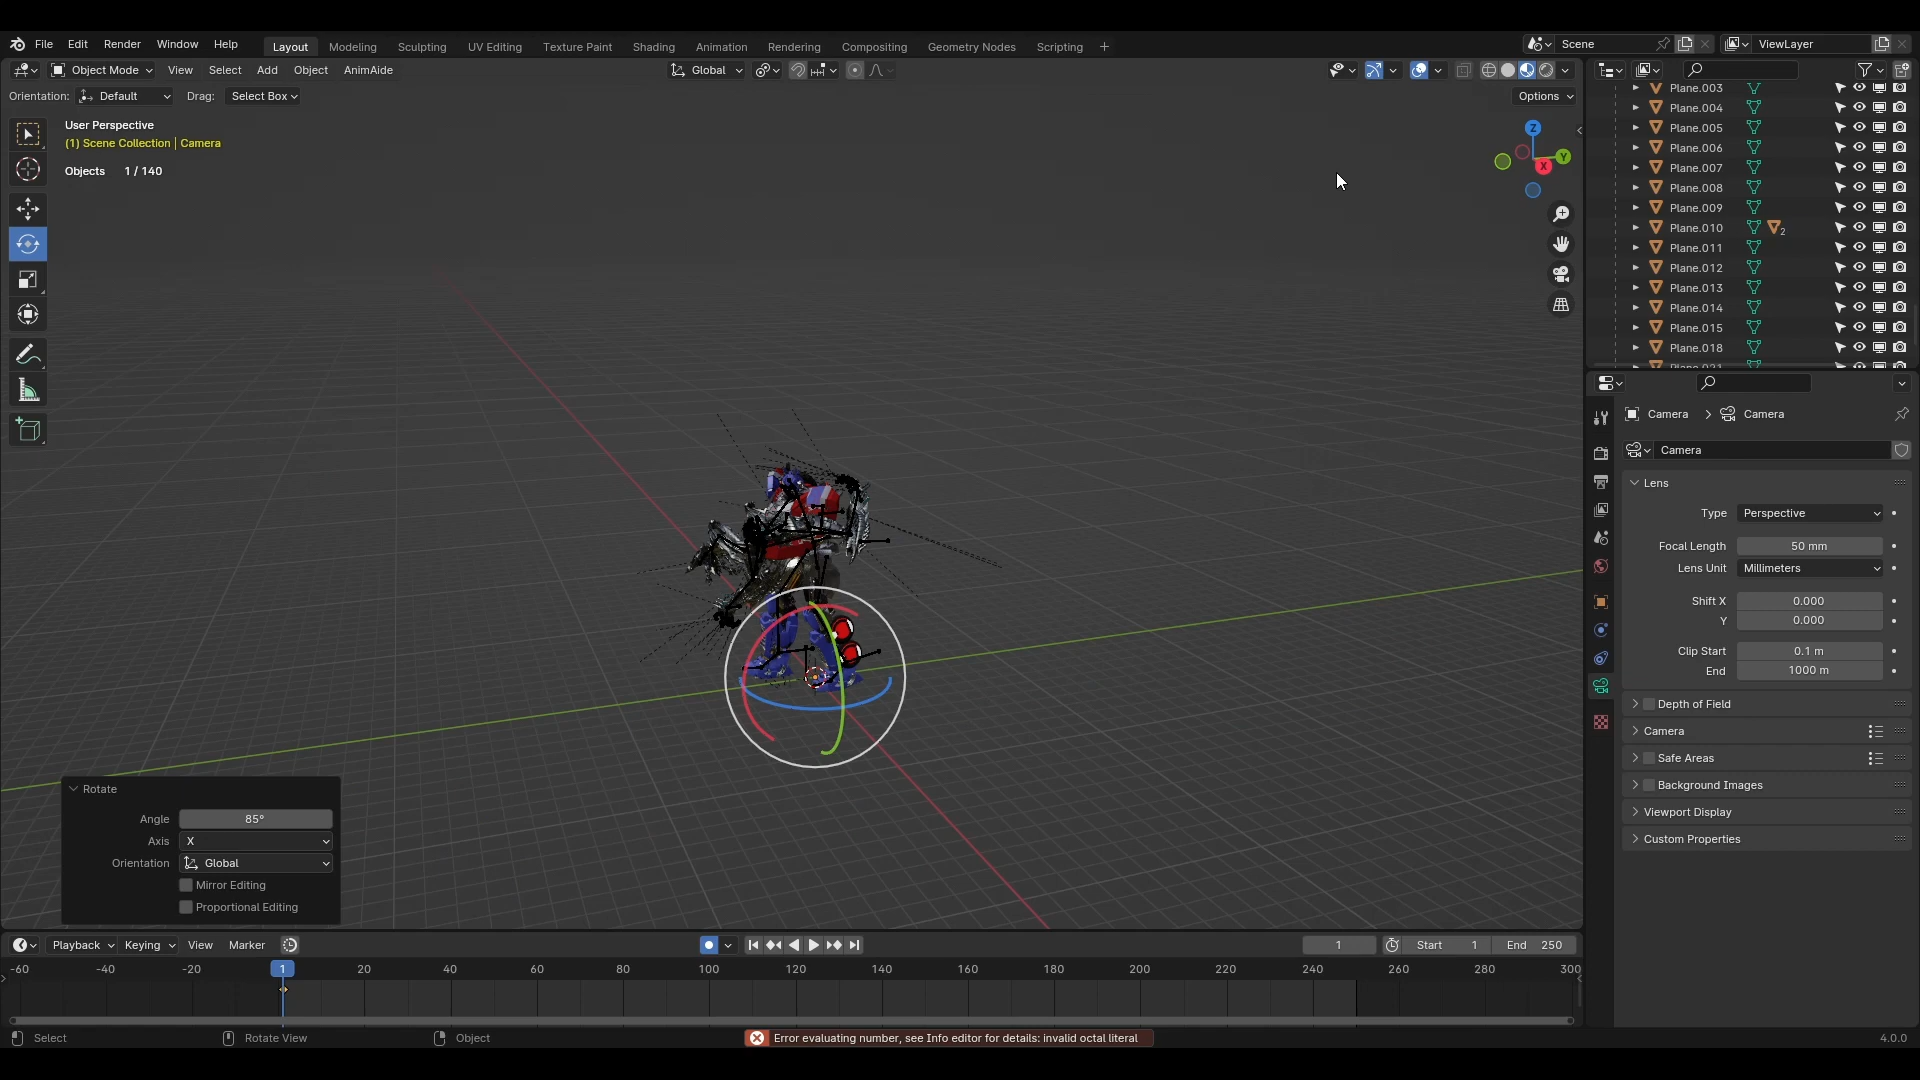 File Edit Render Window Help Layout Modeling Sculpting UV Editing Texture Paint Shading Animation Rendering Compositing Geometry Nodes Scripting + Scene ViewLayer
Object Mode View Select Add Object AnimAide Global
Orientation: Default Drag: Select Box Options
User Perspective
(1) Scene Collection | Camera
Objects 1 / 140
Z
Y
X
Plane.003
Plane.004
Plane.005
Plane.006
Plane.007
Plane.008
Plane.009
Plane.010 2
Plane.011
Plane.012
Plane.013
Plane.014
Plane.015
Plane.018
Camera > Camera
Camera
Lens
Type Perspective
Focal Length 50 mm
Lens Unit Millimeters
Shift X 0.000
Y 0.000
Clip Start 0.1 m
End 1000 m
Depth of Field
Camera
Safe Areas
Background Images
Viewport Display
Custom Properties
Rotate
Angle 85°
Axis X
Orientation Global
Mirror Editing
Proportional Editing
Playback Keying View Marker 1 Start 1 End 250
-60 -40 -20 1 20 40 60 80 100 120 140 160 180 200 220 240 260 280 300
Select Rotate View Object Error evaluating number, see Info editor for details: invalid octal literal 4.0.0